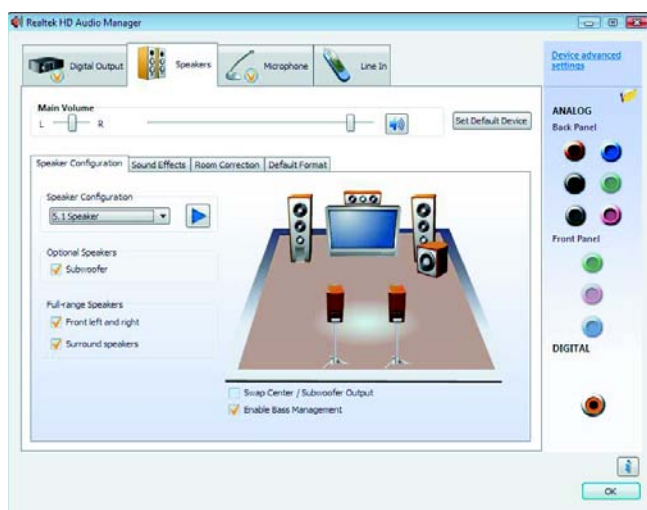 Realtek HD Audio Manager
Digital Output
Speakers
Microphone
Line In
Device advanced settings
Main Volume
L
R
Set Default Device
ANALOG
Back Panel
Speaker Configuration
Sound Effects
Room Correction
Default Format
Speaker Configuration
5.1 Speaker
Optional Speakers
Subwoofer
Front Panel
Full-range Speakers
Front left and right
Surround speakers
DIGITAL
Swap Center / Subwoofer Output
Enable Bass Management
i
OK